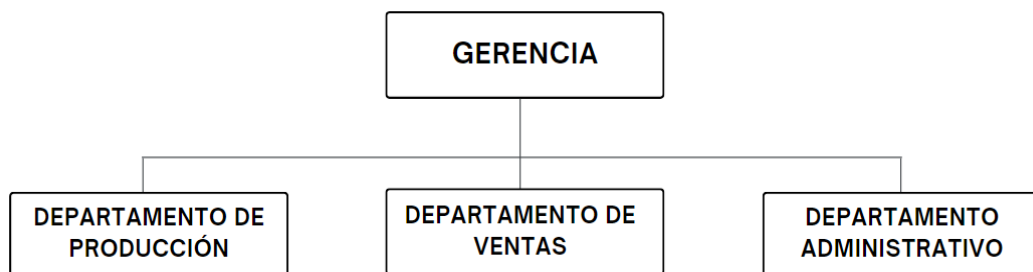 GERENCIA
DEPARTAMENTO DE
PRODUCCIÓN
DEPARTAMENTO DE
VENTAS
DEPARTAMENTO
ADMINISTRATIVO